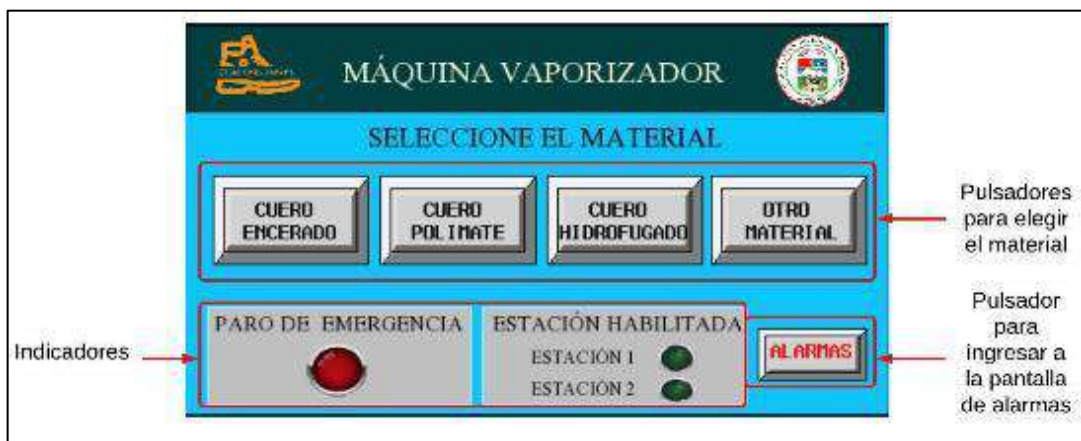 MÁQUINA VAPORIZADOR
SELECCIONE EL MATERIAL
CUERO
ENCERADO
CUERO
POLIMATE
CUERO
HIDROFUGADO
OTRO
MATERIAL
Pulsadores
para elegir
el material
PARO DE EMERGENCIA
ESTACIÓN HABILITADA
ESTACIÓN 1
ESTACIÓN 2
ALARMAS
Indicadores
Pulsador
para
ingresar a
la pantalla
de alarmas